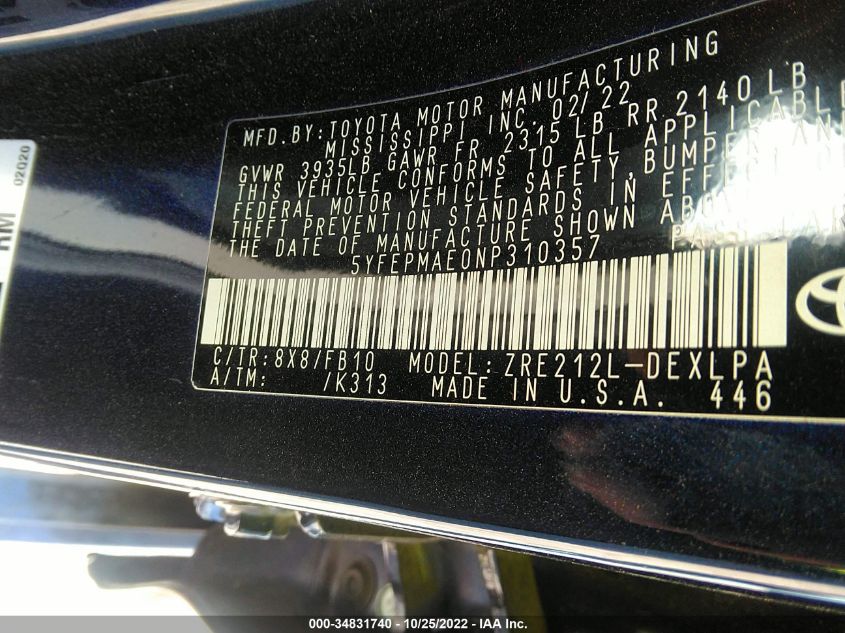 MFD.BY:TOYOTA MOTOR MANUFACTURING
MISSISSIPPI INC. 02/22
GVWR 3935LB GAWR FR 2315 LB RR 2140 LB
THIS VEHICLE CONFORMS TO ALL APPLICABLE
FEDERAL MOTOR VEHICLE SAFETY,BUMPER AND
THEFT PREVENTION STANDARDS IN EFFECT
THE DATE OF MANUFACTURE SHOWN
5YFEPMAE0NP310357
C/TR:8X8/FB10 MODEL:ZRE212L-DEXLPA
A/TM: /K313 MADE IN U.S.A. 446
02020
RM
000-34831740 - 10/25/2022 - IAA Inc.